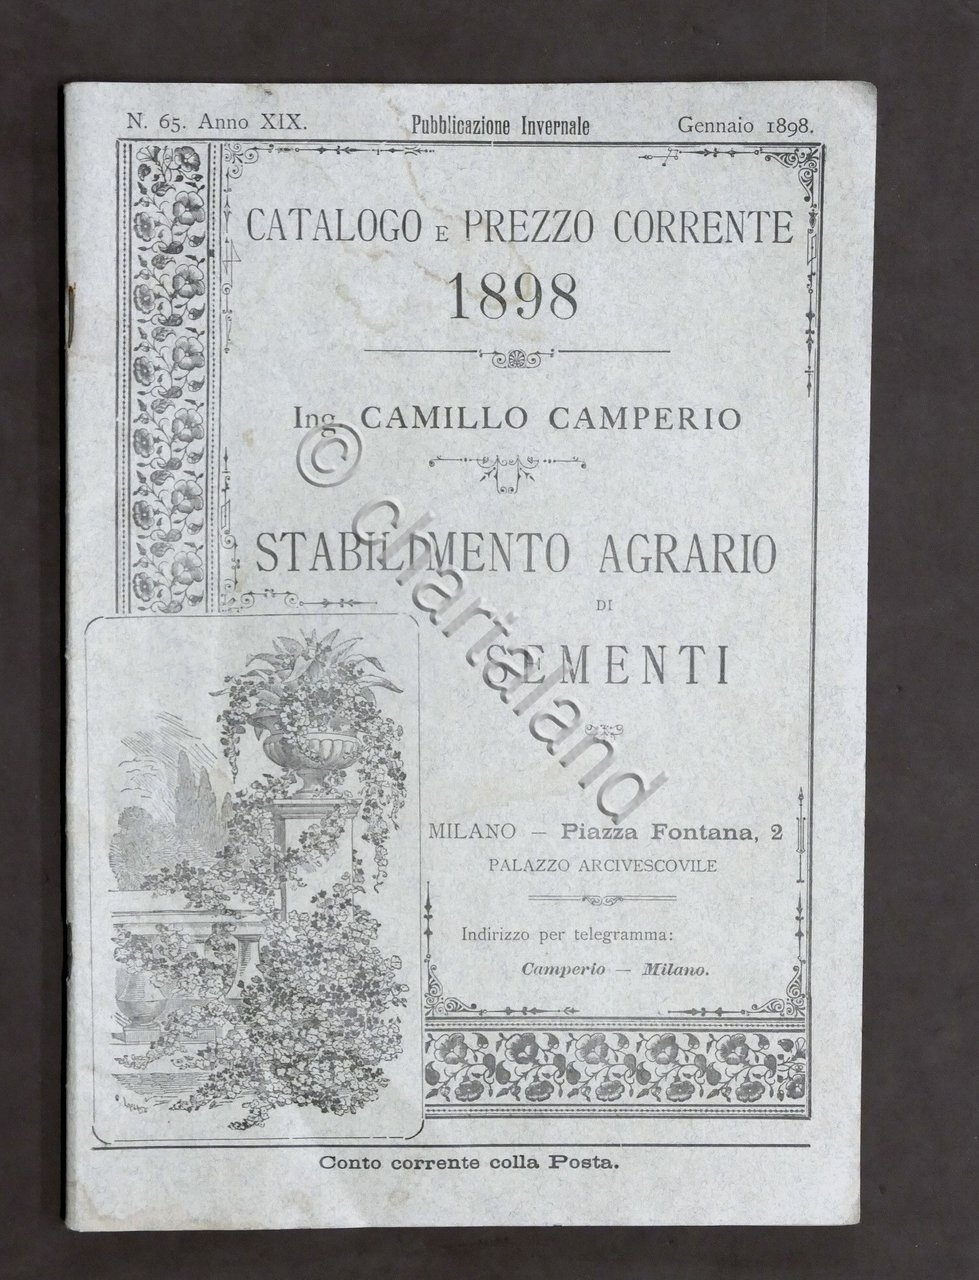 N. 65. Anno XIX. Pubblicazione Invernale Gennaio 1898.
CATALOGO E PREZZO CORRENTE
1898
Ing. CAMILLO CAMPERIO
STABILIMENTO AGRARIO
DI
SEMENTI
MILANO — Piazza Fontana, 2
PALAZZO ARCIVESCOVILE
Indirizzo per telegramma:
Camperio — Milano.
Conto corrente colla Posta.
© chartaland